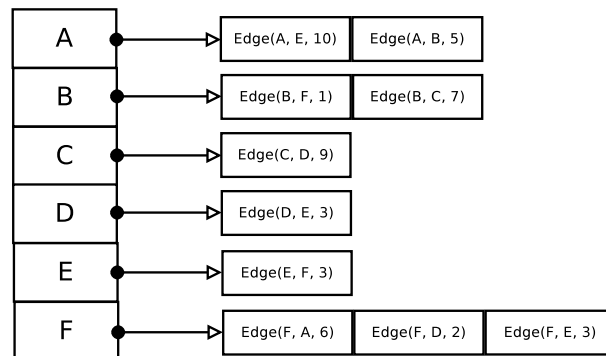 A Edge(A, E, 10) Edge(A, B, 5)
B Edge(B, F, 1) Edge(B, C, 7)
C Edge(C, D, 9)
D Edge(D, E, 3)
E Edge(E, F, 3)
F Edge(F, A, 6) Edge(F, D, 2) Edge(F, E, 3)